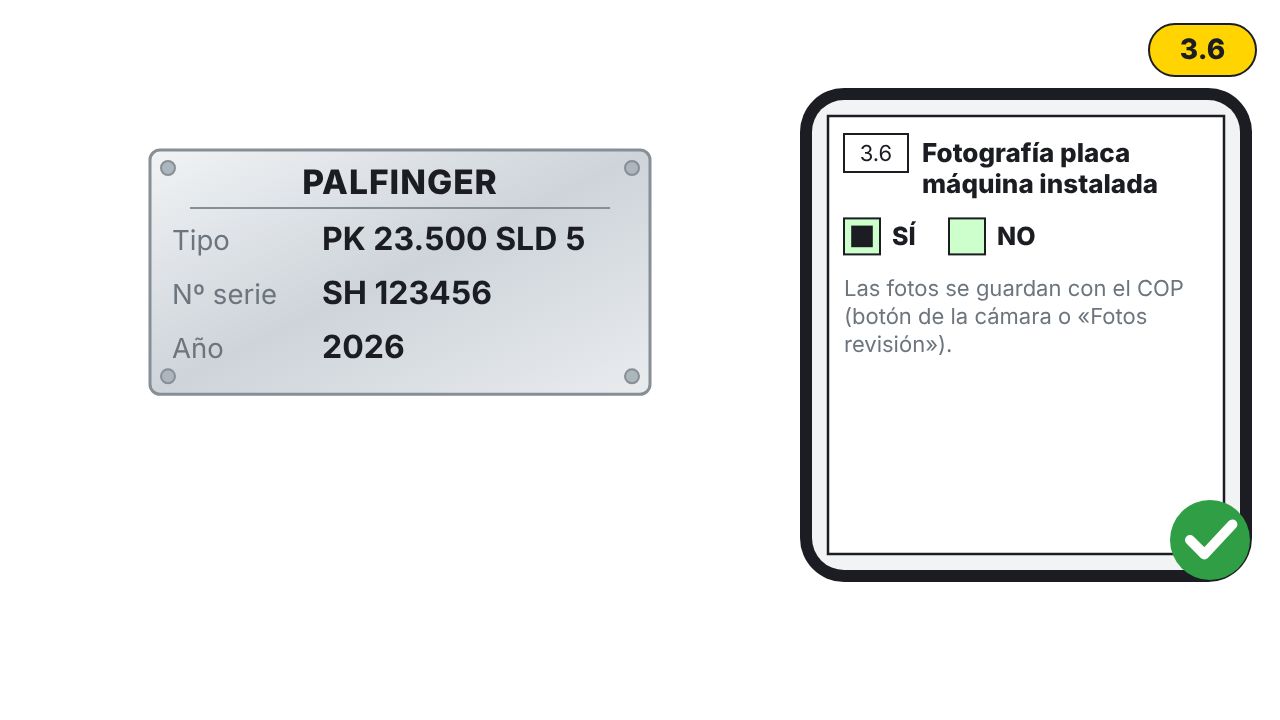 3.6
PALFINGER
Tipo PK 23.500 SLD 5
Nº serie SH 123456
Año 2026
3.6 Fotografía placa
máquina instalada
SÍ NO
Las fotos se guardan con el COP
(botón de la cámara o «Fotos
revisión»).